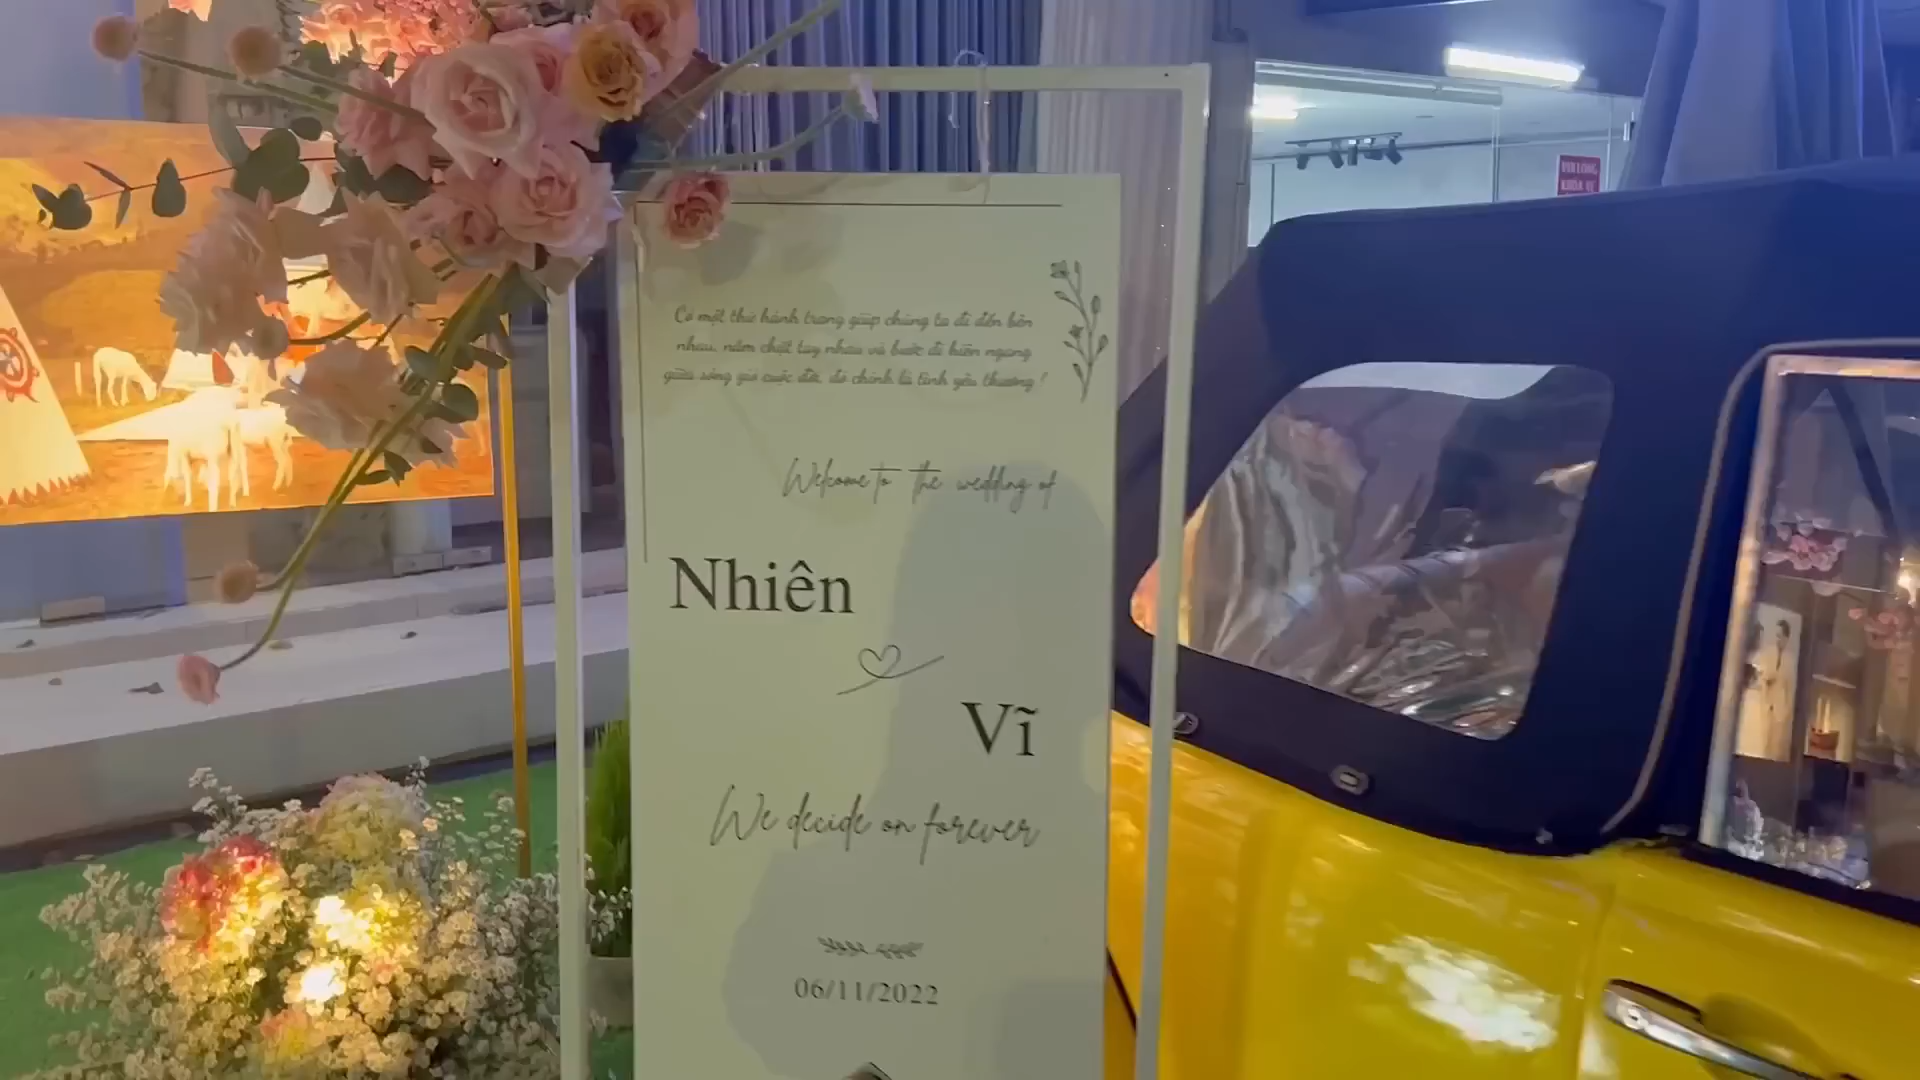 Có một thứ hành trang giúp chúng ta đi đến bên
nhau, nắm chặt tay nhau và bước đi hiên ngang
giữa sóng gió cuộc đời, đó chính là tình yêu thương!
Welcome to the wedding of
Nhiên
Vĩ
We decide on forever
06/11/2022
VUI LÒNG